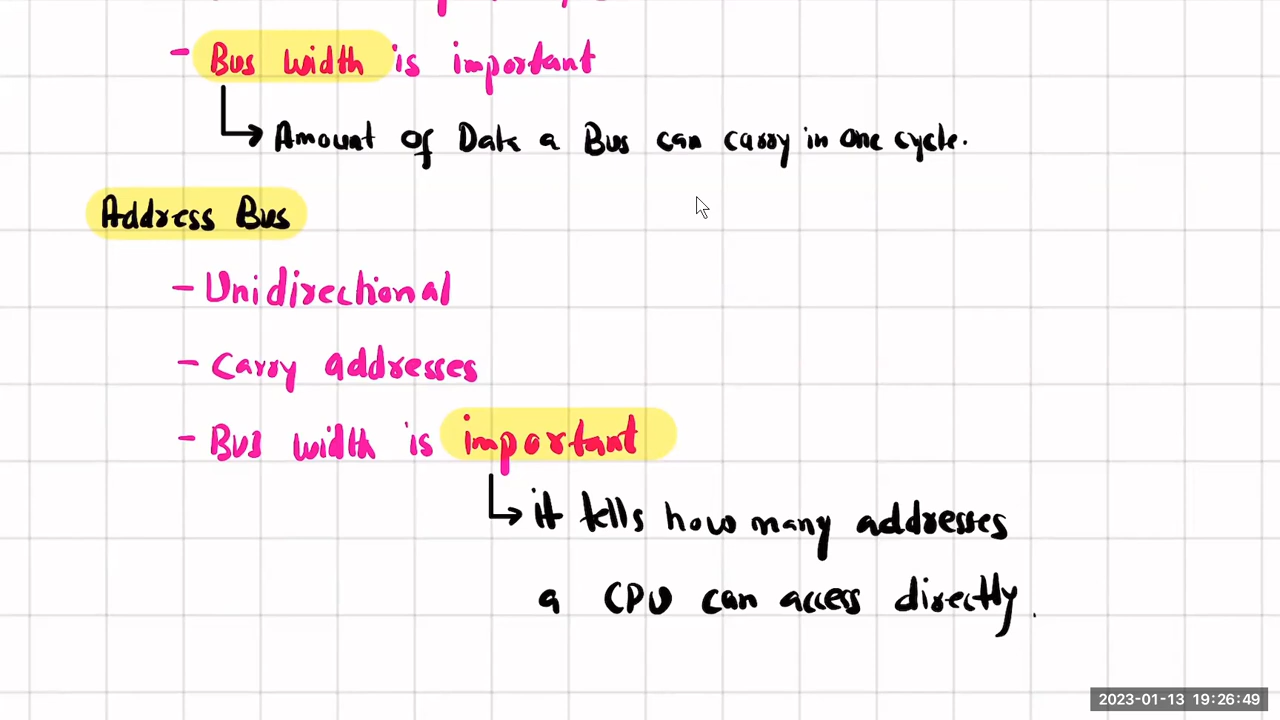 - Bus width is important
Amount of Data a Bus can carry in one cycle.
Address Bus
- Unidirectional
- Carry addresses
- Bus width is important
it tells how many addresses
a CPU can access directly.
2023-01-13 19:26:49